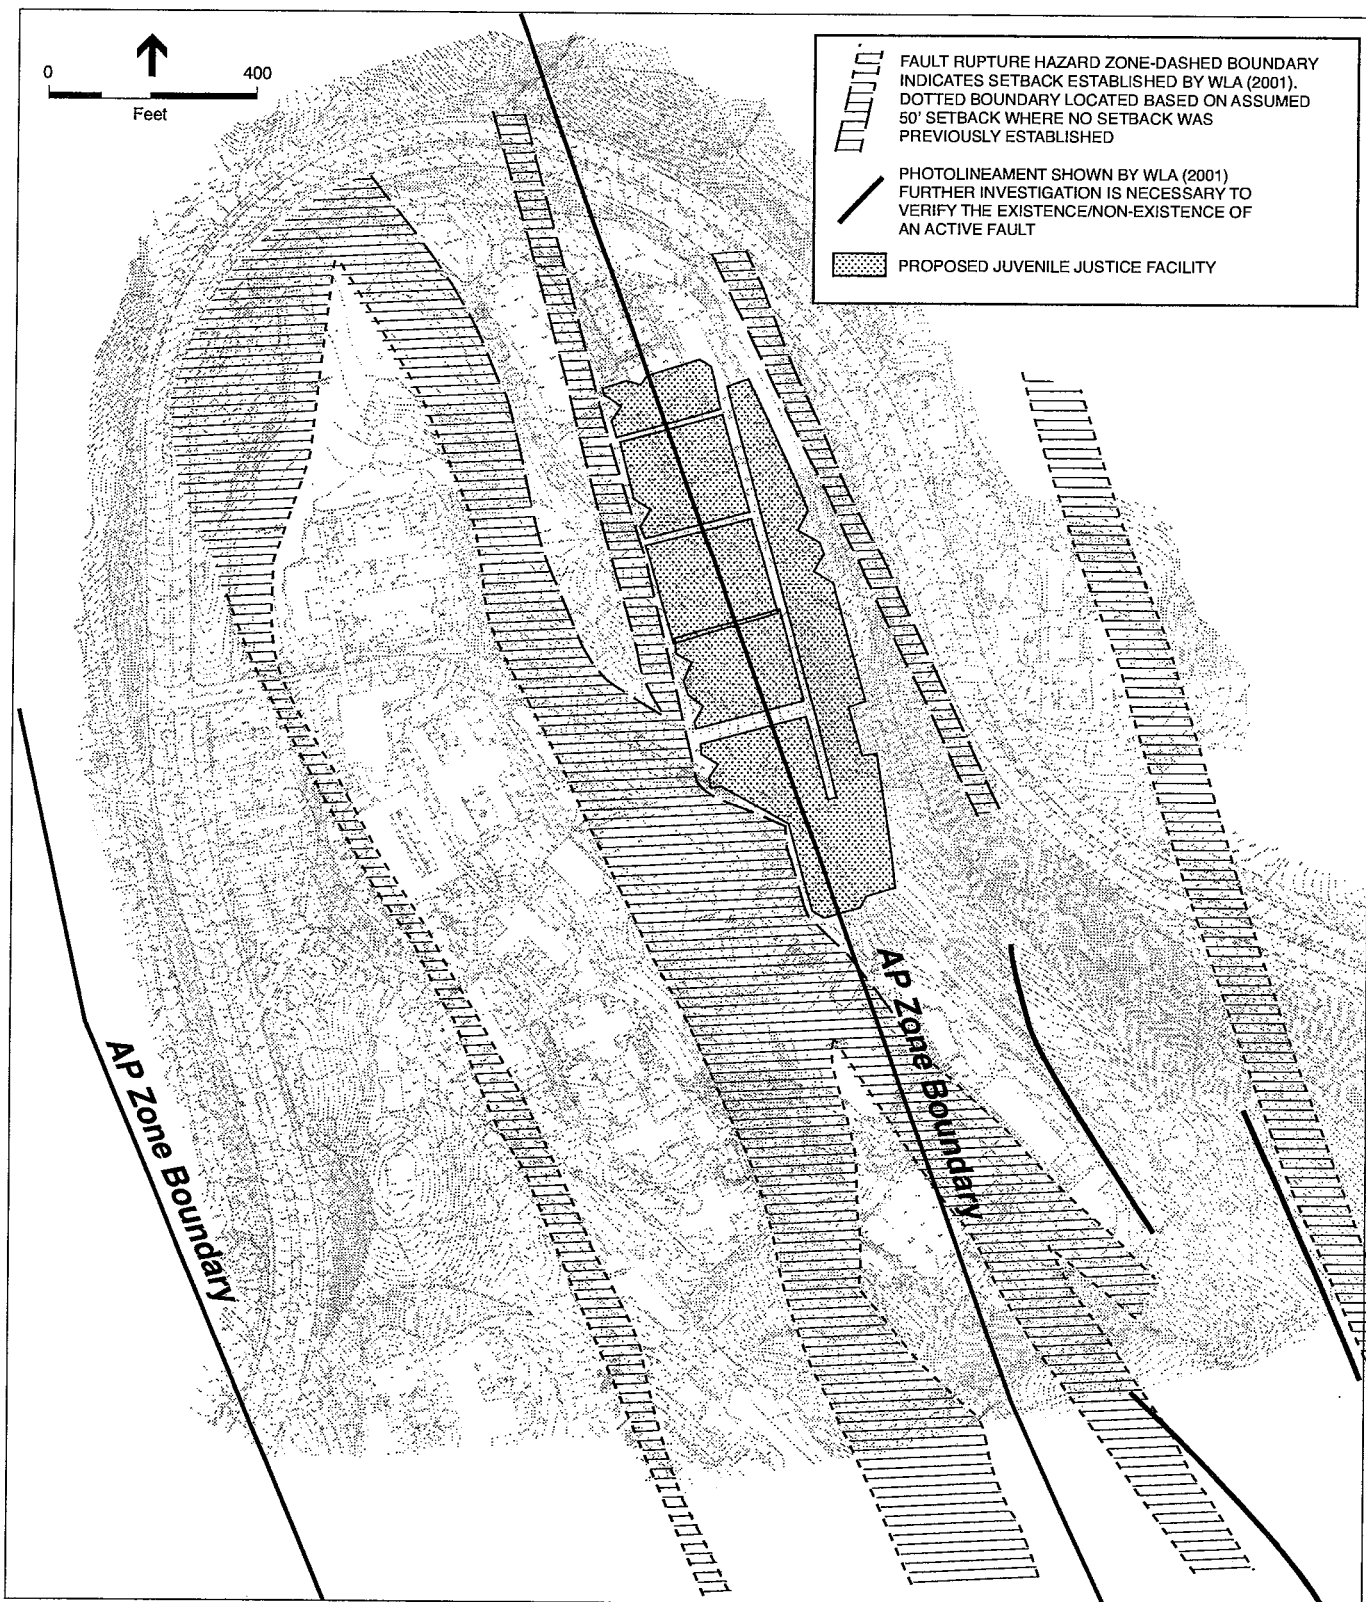 0 400
Feet
FAULT RUPTURE HAZARD ZONE-DASHED BOUNDARY
INDICATES SETBACK ESTABLISHED BY WLA (2001).
DOTTED BOUNDARY LOCATED BASED ON ASSUMED
50' SETBACK WHERE NO SETBACK WAS
PREVIOUSLY ESTABLISHED
PHOTOLINEAMENT SHOWN BY WLA (2001)
FURTHER INVESTIGATION IS NECESSARY TO
VERIFY THE EXISTENCE/NON-EXISTENCE OF
AN ACTIVE FAULT
PROPOSED JUVENILE JUSTICE FACILITY
AP Zone Boundary
AP Zone Boundary